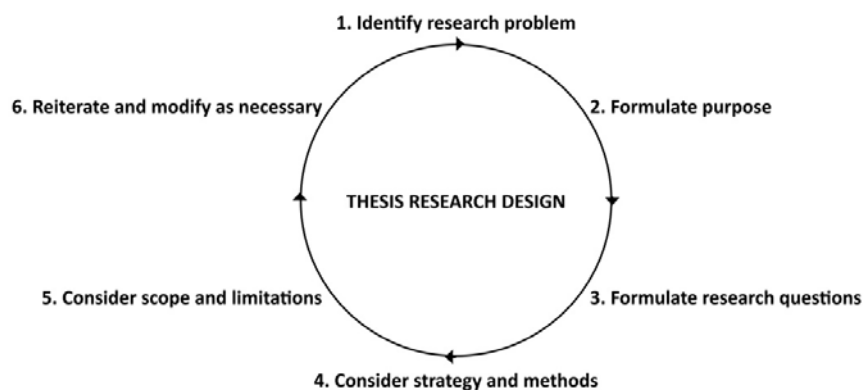 1. Identify research problem
2. Formulate purpose
3. Formulate research questions
4. Consider strategy and methods
5. Consider scope and limitations
6. Reiterate and modify as necessary
THESIS RESEARCH DESIGN